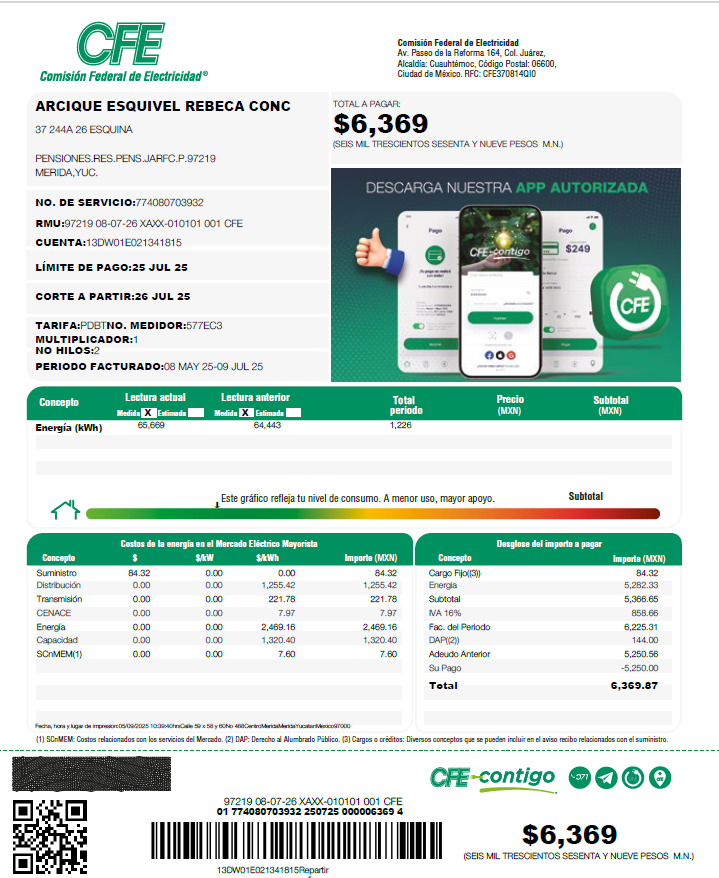 CFE
Comisión Federal de Electricidad®
Comisión Federal de Electricidad
Av. Paseo de la Reforma 164, Col. Juárez,
Alcaldía: Cuauhtémoc, Código Postal: 06600,
Ciudad de México. RFC: CFE370814QI0
ARCIQUE ESQUIVEL REBECA CONC
37 244A 26 ESQUINA
PENSIONES.RES.PENS.JARFC.P.97219
MERIDA,YUC.
TOTAL A PAGAR:
$6,369
(SEIS MIL TRESCIENTOS SESENTA Y NUEVE PESOS M.N.)
NO. DE SERVICIO:774080703932
RMU:97219 08-07-26 XAXX-010101 001 CFE
CUENTA:13DW01E021341815
LÍMITE DE PAGO:25 JUL 25
CORTE A PARTIR:26 JUL 25
TARIFA:PDBTNO. MEDIDOR:577EC3
MULTIPLICADOR:1
NO HILOS:2
PERIODO FACTURADO:08 MAY 25-09 JUL 25
DESCARGA NUESTRA APP AUTORIZADA
Pago
CFE-contigo
Pago
$249
CFE
Concepto Lectura actual Lectura anterior Total periodo Precio (MXN) Subtotal (MXN)
Medida X Estimada Medida X Estimada
Energía (kWh) 65,669 64,443 1,226
Este gráfico refleja tu nivel de consumo. A menor uso, mayor apoyo. Subtotal
Costos de la energía en el Mercado Eléctrico Mayorista
Concepto $ $/kW $/kWh Importe (MXN)
Suministro 84.32 0.00 0.00 84.32
Distribución 0.00 0.00 1,255.42 1,255.42
Transmisión 0.00 0.00 221.78 221.78
CENACE 0.00 0.00 7.97 7.97
Energía 0.00 0.00 2,469.16 2,469.16
Capacidad 0.00 0.00 1,320.40 1,320.40
SCnMEM(1) 0.00 0.00 7.60 7.60
Desglose del importe a pagar
Concepto Importe (MXN)
Cargo Fijo((3)) 84.32
Energia 5,282.33
Subtotal 5,366.65
IVA 16% 858.66
Fac. del Periodo 6,225.31
DAP((2)) 144.00
Adeudo Anterior 5,250.56
Su Pago -5,250.00
Total 6,369.87
Fecha, hora y lugar de impresion:05/09/2025 10:39:40hrsCalle 59 x 58 y 60No 468CentroMeridaMeridaYucatanMexico97000
(1) SCnMEM: Costos relacionados con los servicios del Mercado. (2) DAP: Derecho al Alumbrado Público. (3) Cargos o créditos: Diversos conceptos que se pueden incluir en el aviso recibo relacionados con el suministro.
CFE-contigo
071
97219 08-07-26 XAXX-010101 001 CFE
01 774080703932 250725 000006369 4
13DW01E021341815Repartir
$6,369
(SEIS MIL TRESCIENTOS SESENTA Y NUEVE PESOS M.N.)